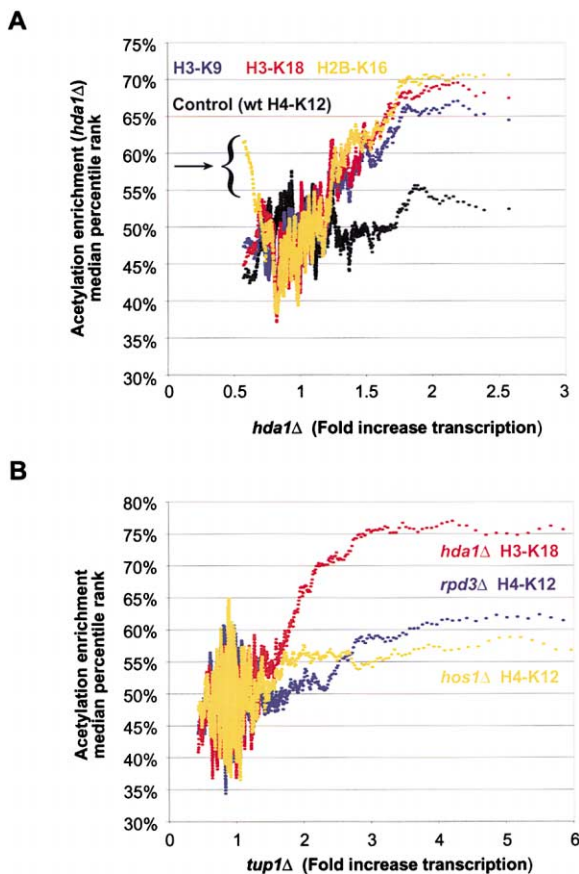 A
Acetylation enrichment (hda1Δ)
median percentile rank
75%
70%
65%
60%
55%
50%
45%
40%
35%
30%
H3-K9 H3-K18 H2B-K16
Control (wt H4-K12)
{
0 0.5 1 1.5 2 2.5 3
hda1Δ (Fold increase transcription)
B
Acetylation enrichment
median percentile rank
80%
75%
70%
65%
60%
55%
50%
45%
40%
35%
30%
hda1Δ H3-K18
rpd3Δ H4-K12
hos1Δ H4-K12
0 1 2 3 4 5 6
tup1Δ (Fold increase transcription)